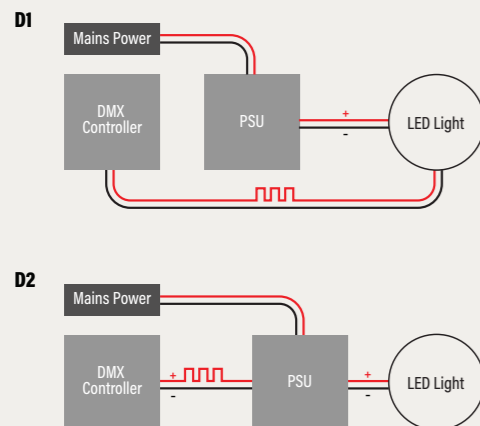 D1
Mains Power
DMX
Controller
PSU
+
-
LED Light
D2
Mains Power
DMX
Controller
+
-
PSU
+
-
LED Light